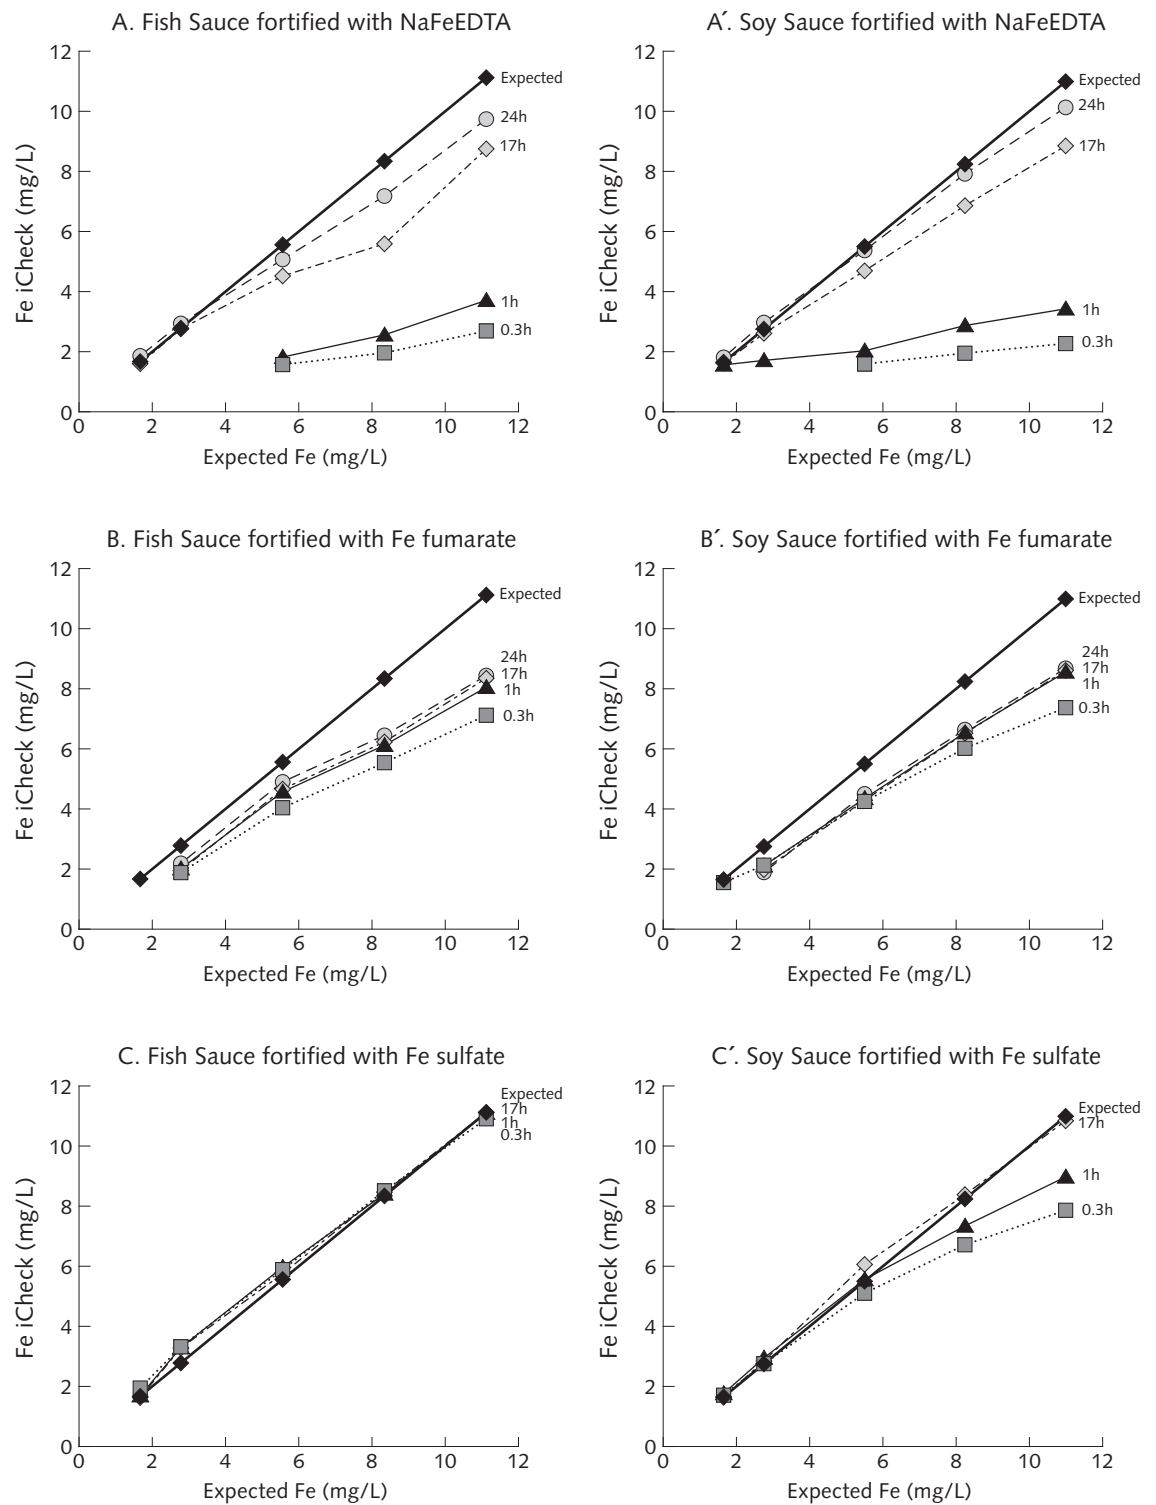 A. Fish Sauce fortified with NaFeEDTA
12
10
8
6
4
2
0
0 2 4 6 8 10 12
Fe iCheck (mg/L)
Expected Fe (mg/L)
Expected
24h
17h
1h
0.3h
A´. Soy Sauce fortified with NaFeEDTA
12
10
8
6
4
2
0
0 2 4 6 8 10 12
Fe iCheck (mg/L)
Expected Fe (mg/L)
Expected
24h
17h
1h
0.3h
B. Fish Sauce fortified with Fe fumarate
12
10
8
6
4
2
0
0 2 4 6 8 10 12
Fe iCheck (mg/L)
Expected Fe (mg/L)
Expected
24h
17h
1h
0.3h
B´. Soy Sauce fortified with Fe fumarate
12
10
8
6
4
2
0
0 2 4 6 8 10 12
Fe iCheck (mg/L)
Expected Fe (mg/L)
Expected
24h
17h
1h
0.3h
C. Fish Sauce fortified with Fe sulfate
12
10
8
6
4
2
0
0 2 4 6 8 10 12
Fe iCheck (mg/L)
Expected Fe (mg/L)
Expected
17h
1h
0.3h
C´. Soy Sauce fortified with Fe sulfate
12
10
8
6
4
2
0
0 2 4 6 8 10 12
Fe iCheck (mg/L)
Expected Fe (mg/L)
Expected
17h
1h
0.3h